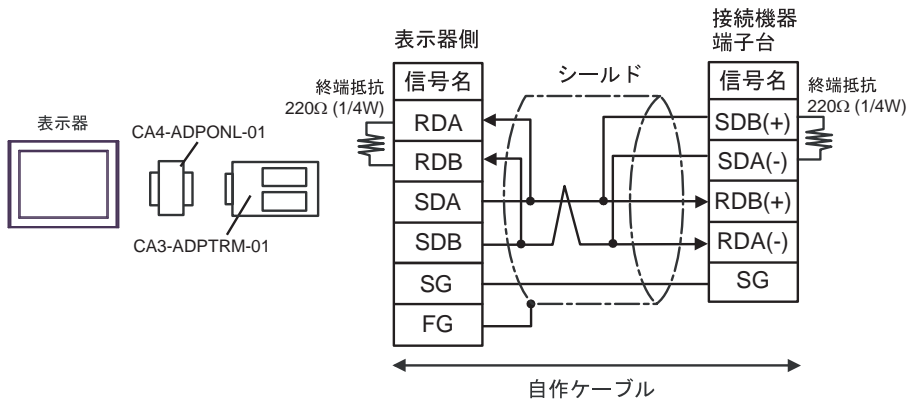 表示器
CA4-ADPONL-01
CA3-ADPTRM-01
終端抵抗
220Ω (1/4W)
表示器側
信号名
RDA
RDB
SDA
SDB
SG
FG
シールド
接続機器
端子台
信号名
SDB(+)
SDA(-)
RDB(+)
RDA(-)
SG
終端抵抗
220Ω (1/4W)
自作ケーブル